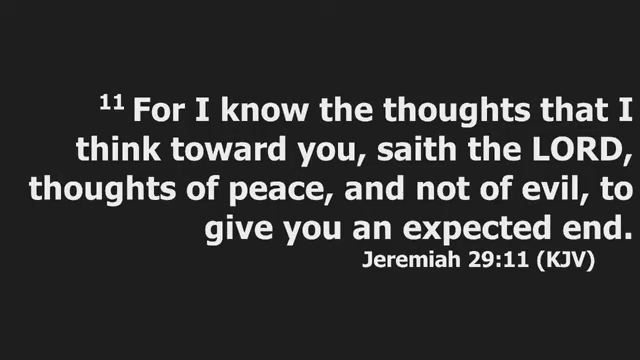 11 For I know the thoughts that I
think toward you, saith the LORD,
thoughts of peace, and not of evil, to
give you an expected end.
Jeremiah 29:11 (KJV)